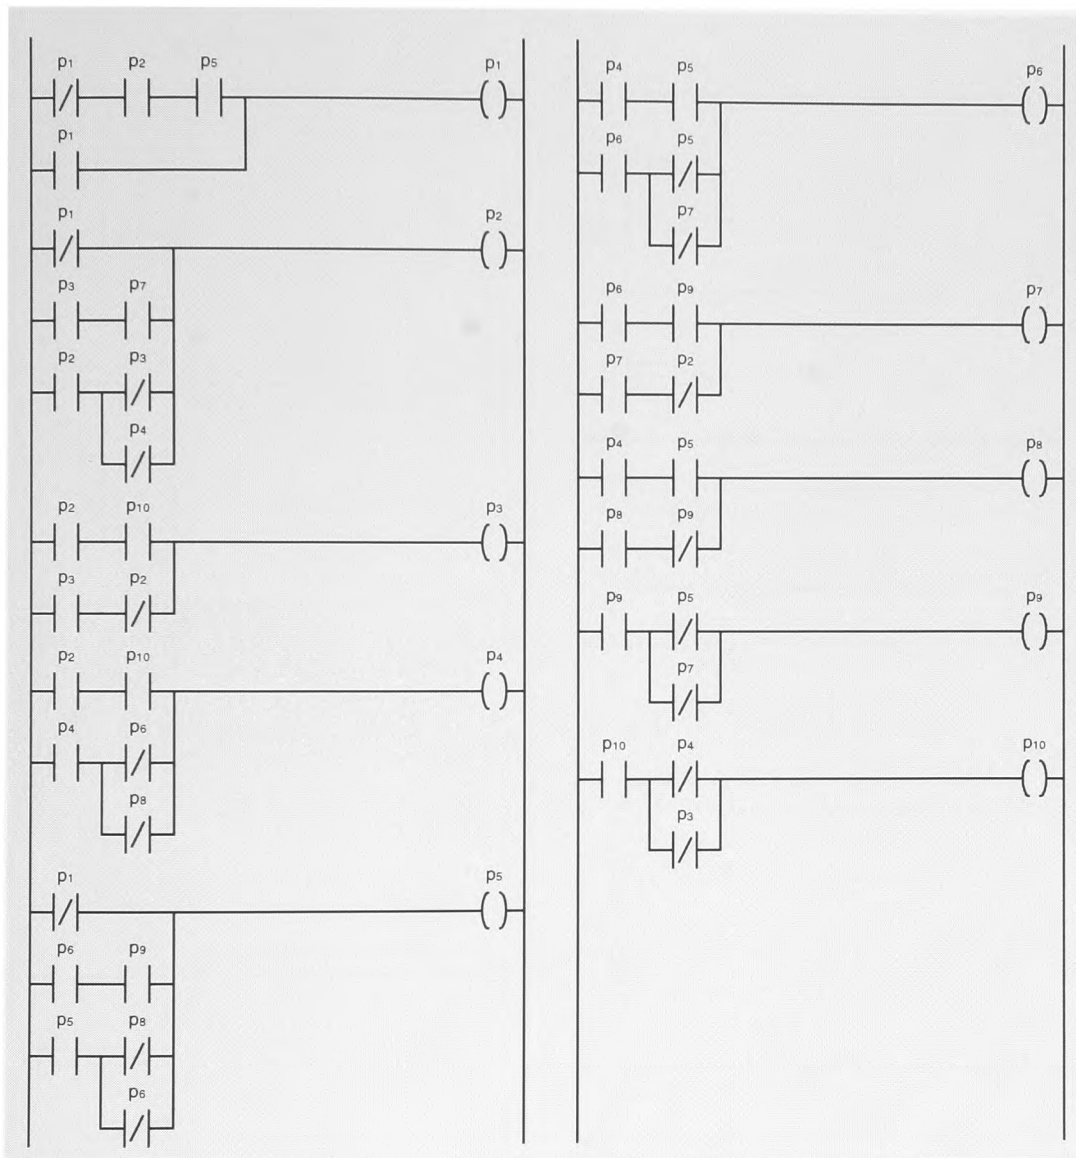 p1 p2 p5 p1
p1
p1 p2
p3 p7
p2 p3
p4
p2 p10 p3
p3 p2
p2 p10 p4
p4 p6
p8
p1 p5
p6 p9
p5 p8
p6
p4 p5 p6
p6 p5
p7
p6 p9 p7
p7 p2
p4 p5 p8
p8 p9
p9 p5 p9
p7
p10 p4 p10
p3